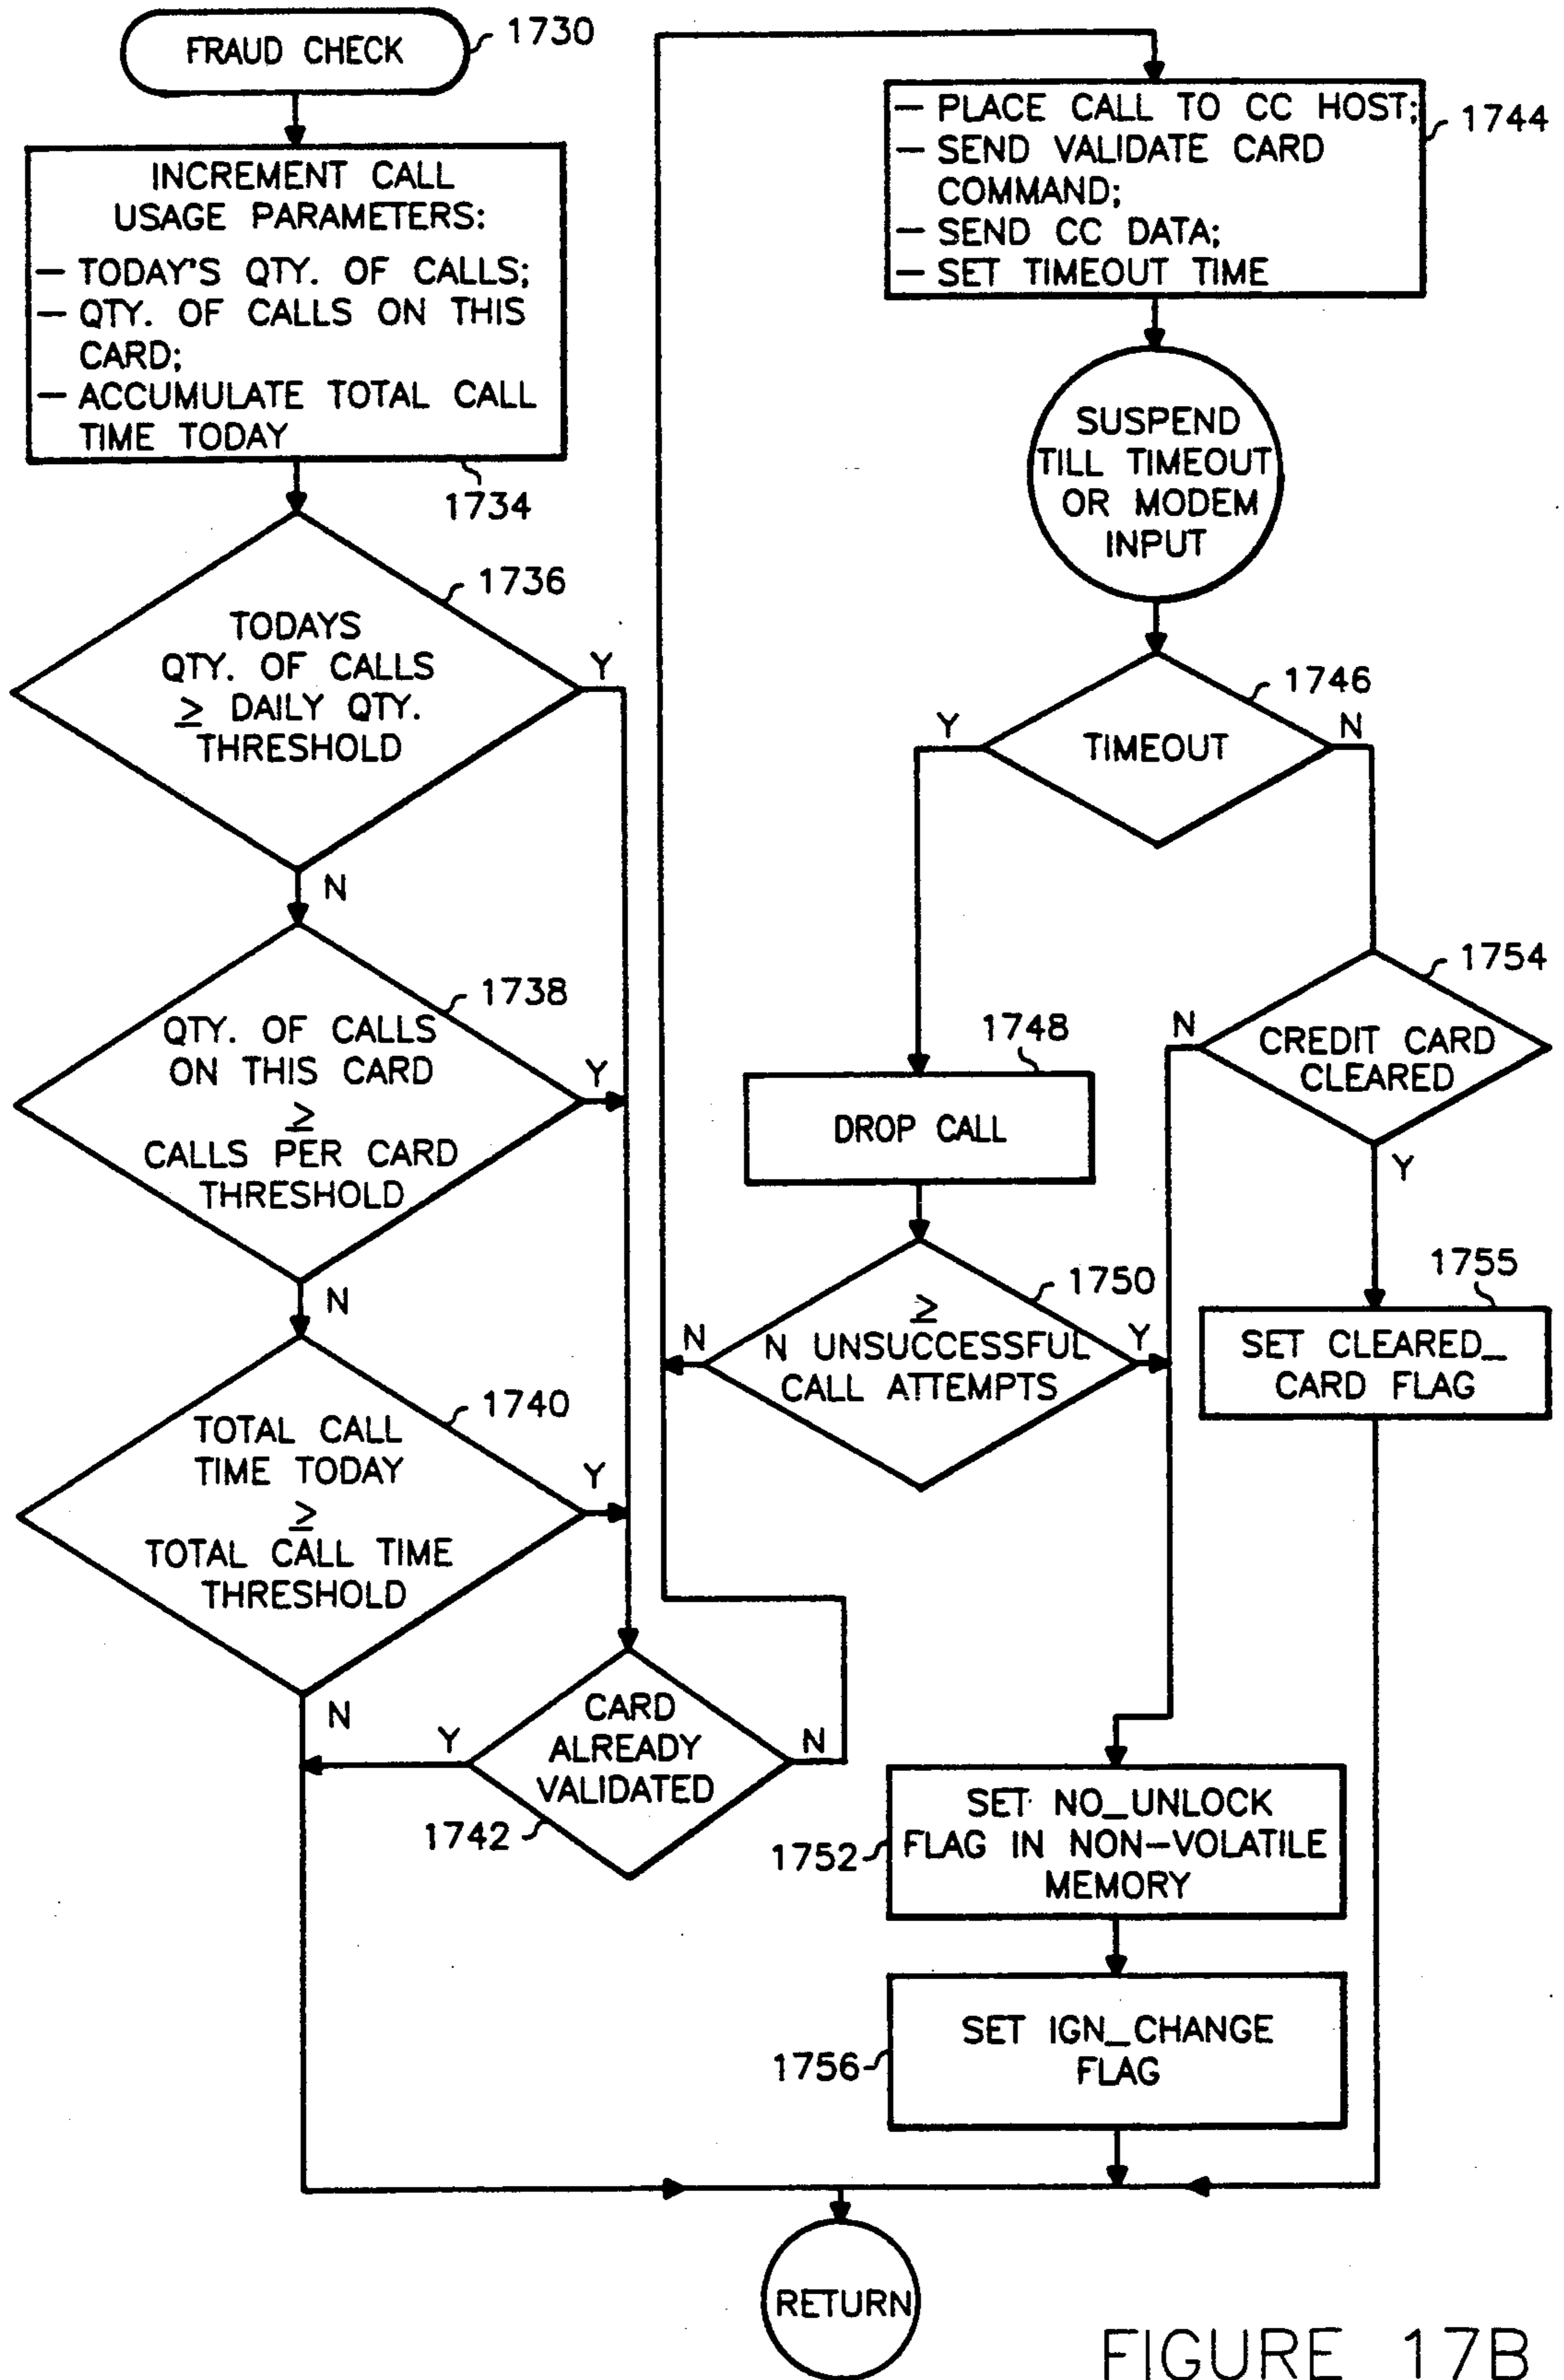 FRAUD CHECK
1730
INCREMENT CALL
USAGE PARAMETERS:
— TODAY'S QTY. OF CALLS;
— QTY. OF CALLS ON THIS
CARD;
— ACCUMULATE TOTAL CALL
TIME TODAY
1734
TODAYS
QTY. OF CALLS
≥ DAILY QTY.
THRESHOLD
1736
Y
N
QTY. OF CALLS
ON THIS CARD
≥
CALLS PER CARD
THRESHOLD
1738
Y
N
TOTAL CALL
TIME TODAY
≥
TOTAL CALL TIME
THRESHOLD
1740
Y
N
CARD
ALREADY
VALIDATED
1742
Y
N
— PLACE CALL TO CC HOST;
— SEND VALIDATE CARD
COMMAND;
— SEND CC DATA;
— SET TIMEOUT TIME
1744
SUSPEND
TILL TIMEOUT
OR MODEM
INPUT
TIMEOUT
1746
Y
N
1748
DROP CALL
≥
N UNSUCCESSFUL
CALL ATTEMPTS
1750
N
Y
CREDIT CARD
CLEARED
1754
N
Y
1755
SET CLEARED_
CARD FLAG
SET NO_UNLOCK
FLAG IN NON-VOLATILE
MEMORY
1752
SET IGN_CHANGE
FLAG
1756
RETURN
FIGURE 17B